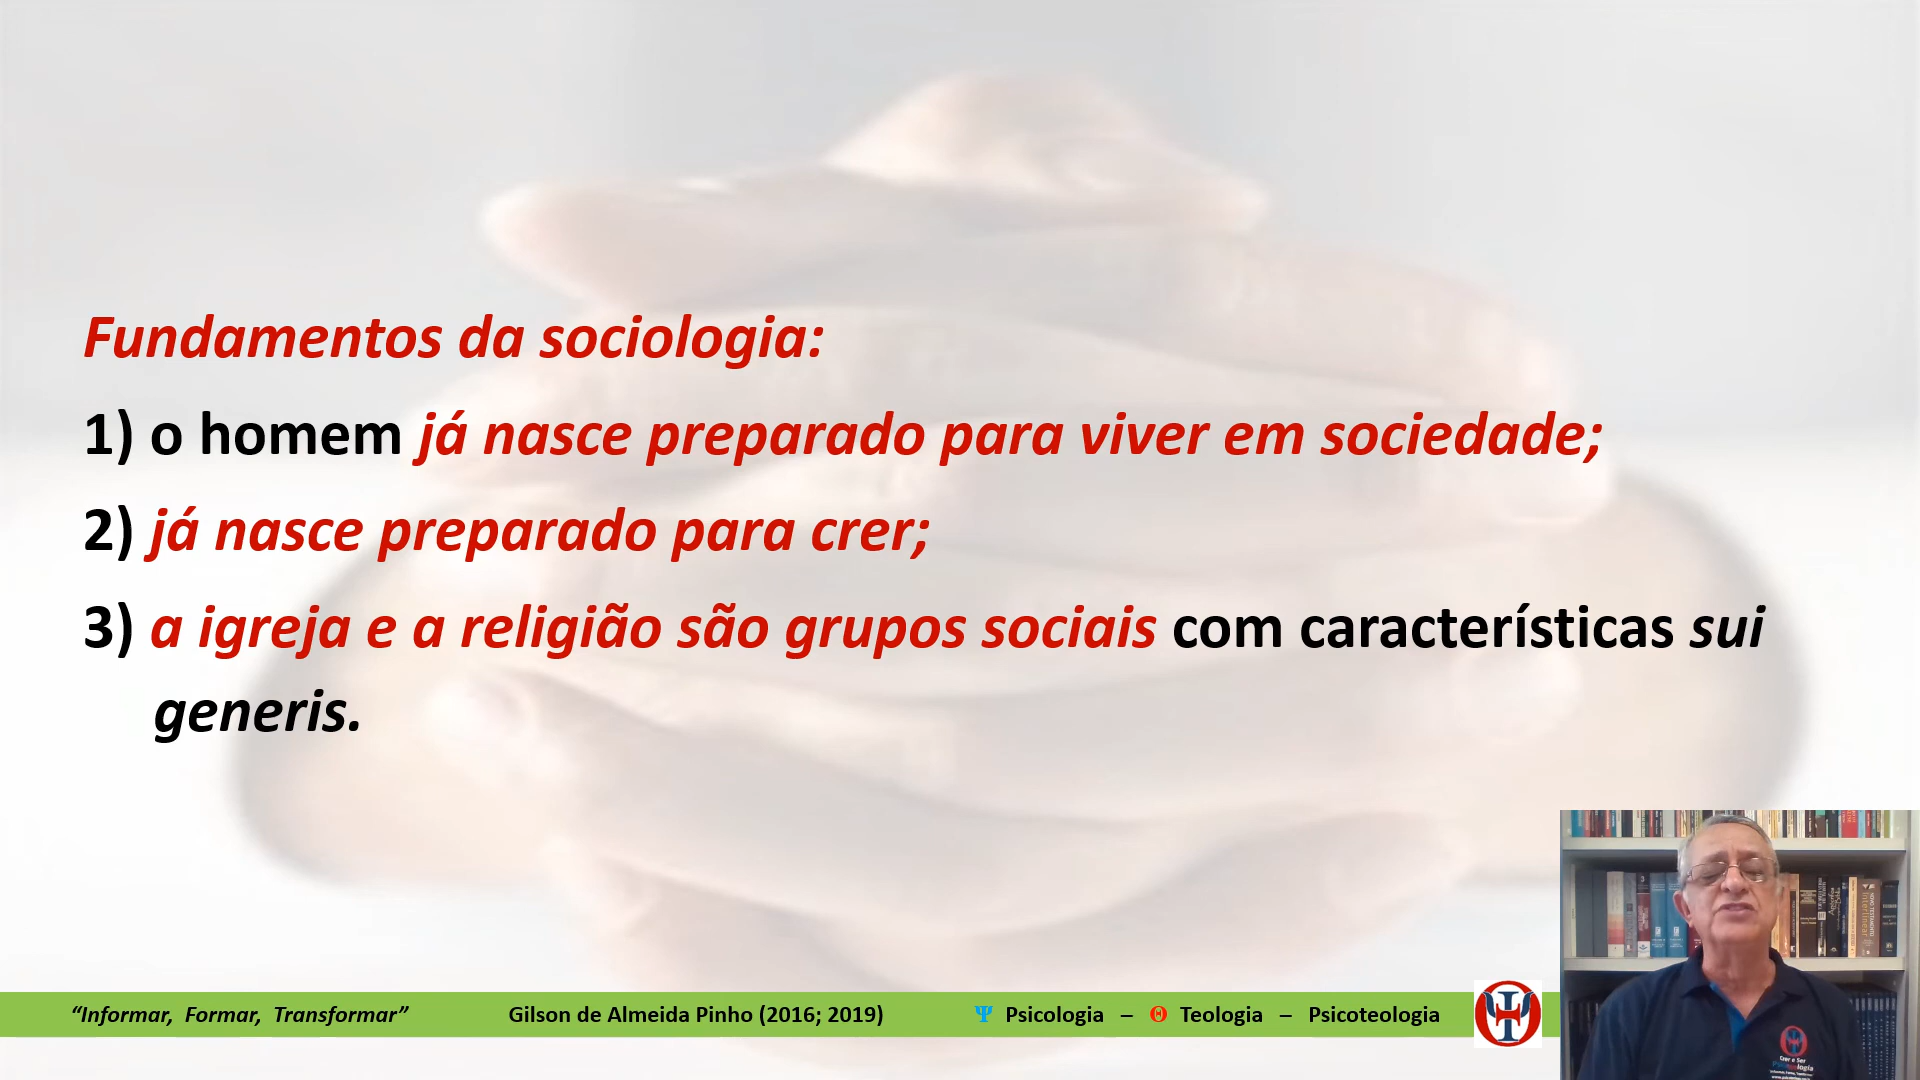 Fundamentos da sociologia:
1) o homem já nasce preparado para viver em sociedade;
2) já nasce preparado para crer;
3) a igreja e a religião são grupos sociais com características sui
generis.
“Informar, Formar, Transformar” Gilson de Almeida Pinho (2016; 2019) Ψ Psicologia – Θ Teologia – Psicoteologia
Crer e Ser